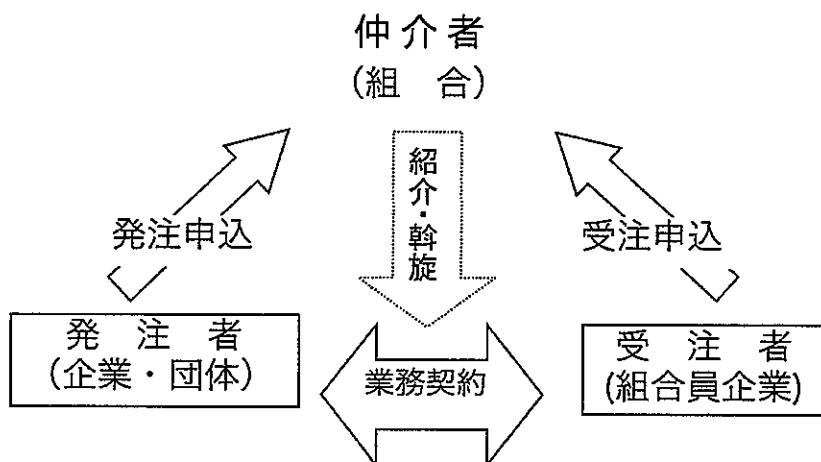 仲介者
（組　合）
紹介・斡旋
発注申込
受注申込
発　注　者
（企業・団体）
業務契約
受　注　者
(組合員企業)